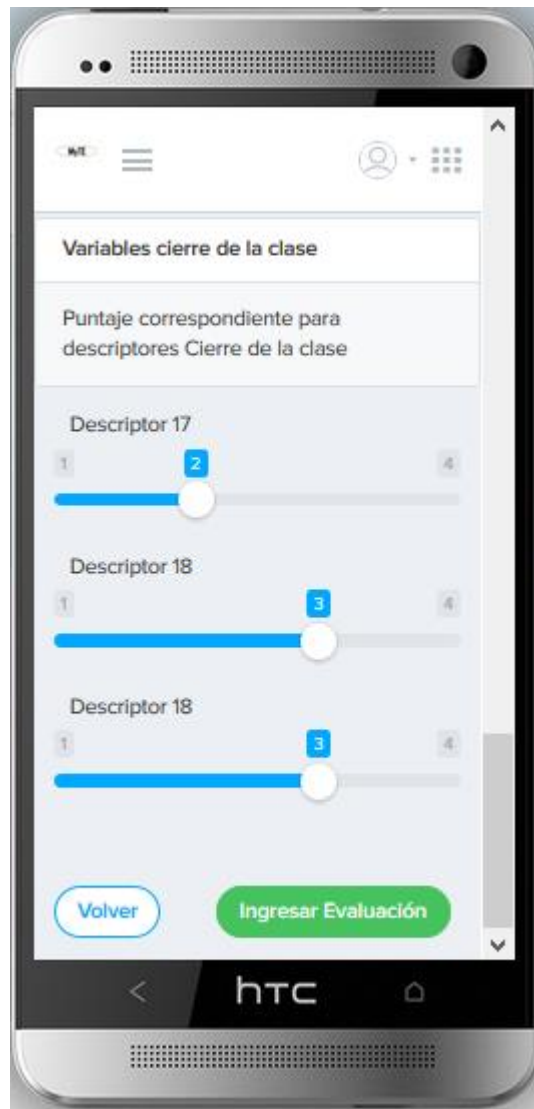 Variables cierre de la clase
Puntaje correspondiente para
descriptores Cierre de la clase
Descriptor 17
1 2 4
Descriptor 18
1 3 4
Descriptor 18
1 3 4
Volver Ingresar Evaluación
hTC